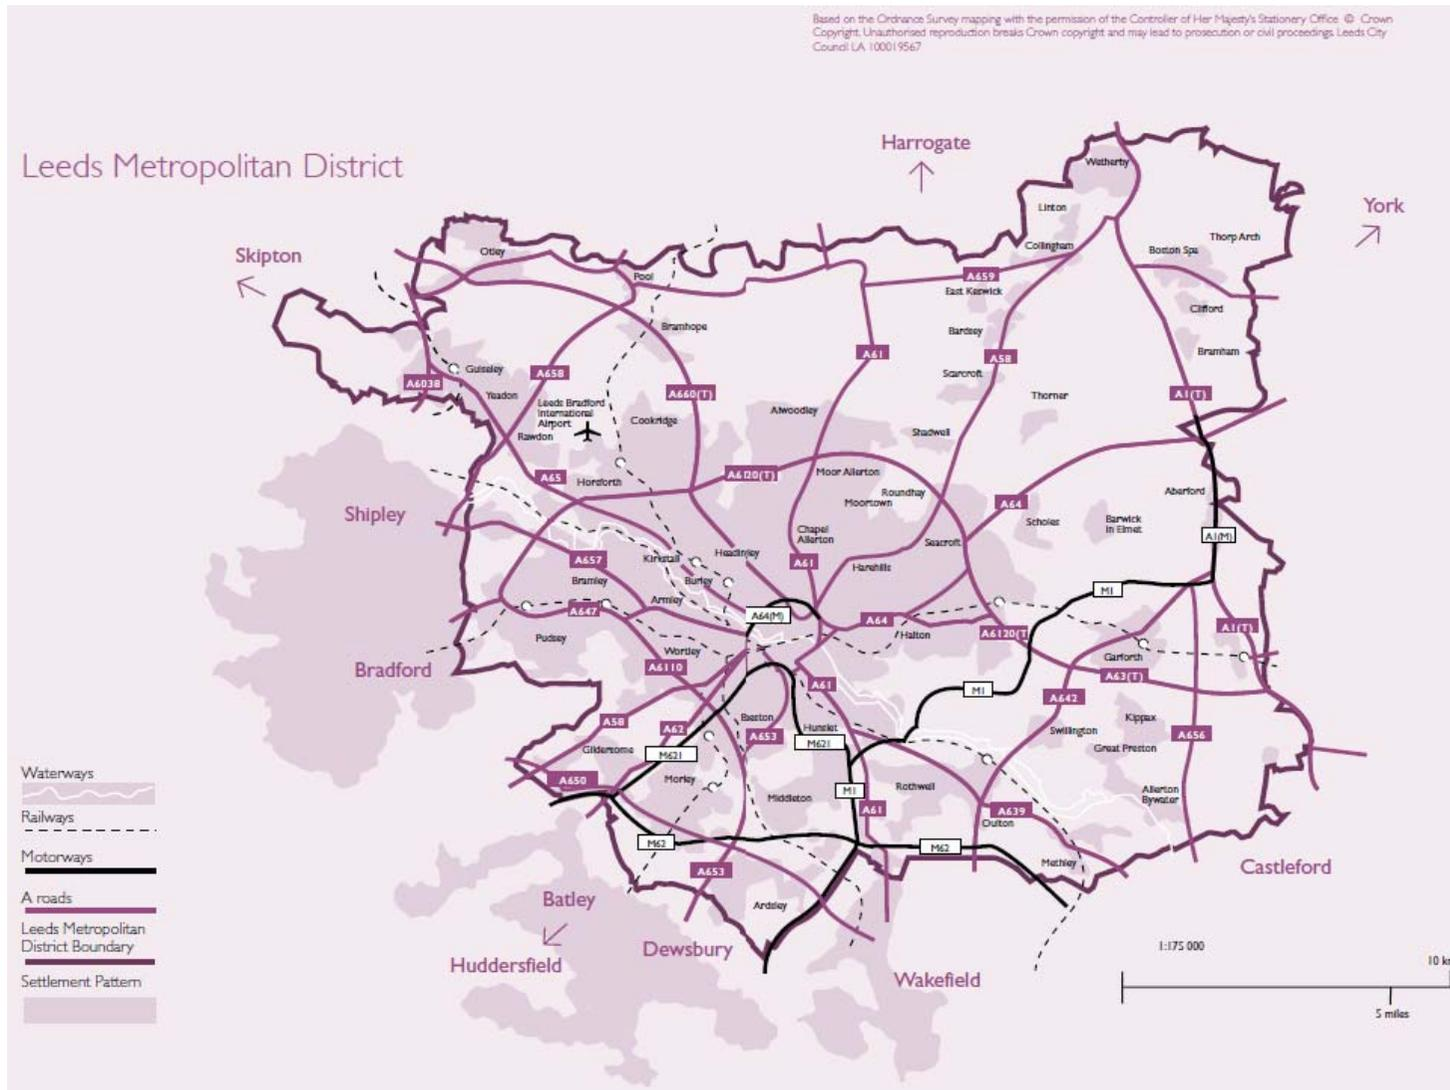 Based on the Ordnance Survey mapping with the permission of the Controller of Her Majesty's Stationery Office © Crown
Copyright. Unauthorised reproduction breaks Crown copyright and may lead to prosecution or civil proceedings. Leeds City
Council LA 100019567
Leeds Metropolitan District
Harrogate
York
Skipton
Wetherby
Linton
Collingham
Thorp Arch
Boston Spa
Otley
Pool
A659
East Keswick
Clifford
Bramhope
Bardsey
A61
A58
Bramham
Guiseley
A658
Scarcroft
A6038
Yeadon
A660(T)
Thorner
A1(T)
Leeds Bradford
International
Airport
Cookridge
Alwoodley
Rawdon
Shadwell
A65
Horsforth
A6120(T)
Moor Allerton
Roundhay
Moortown
A64
Aberford
Shipley
Scholes
Barwick
in Elmet
Chapel
Allerton
A1(M)
Seacroft
A657
Kirkstall
Headingley
A61
Harehills
Bramley
Burley
M1
Armley
A647
A64(M)
A64
Halton
A6120(T
A1(T)
Pudsey
Wortley
Garforth
Bradford
A6110
A61
M1
A63(T)
A642
A58
A62
Beeston
A653
Hunslet
M621
Kippax
Swillington
Great Preston
A656
Gildersome
M621
A650
Morley
M1
Rothwell
Middleton
A61
Allerton
Bywater
A639
Oulton
M62
M62
Methley
Castleford
A653
Ardsley
Batley
Dewsbury
Huddersfield
Wakefield
Waterways
Railways
Motorways
A roads
Leeds Metropolitan
District Boundary
Settlement Pattern
1:175 000
10 k
5 miles